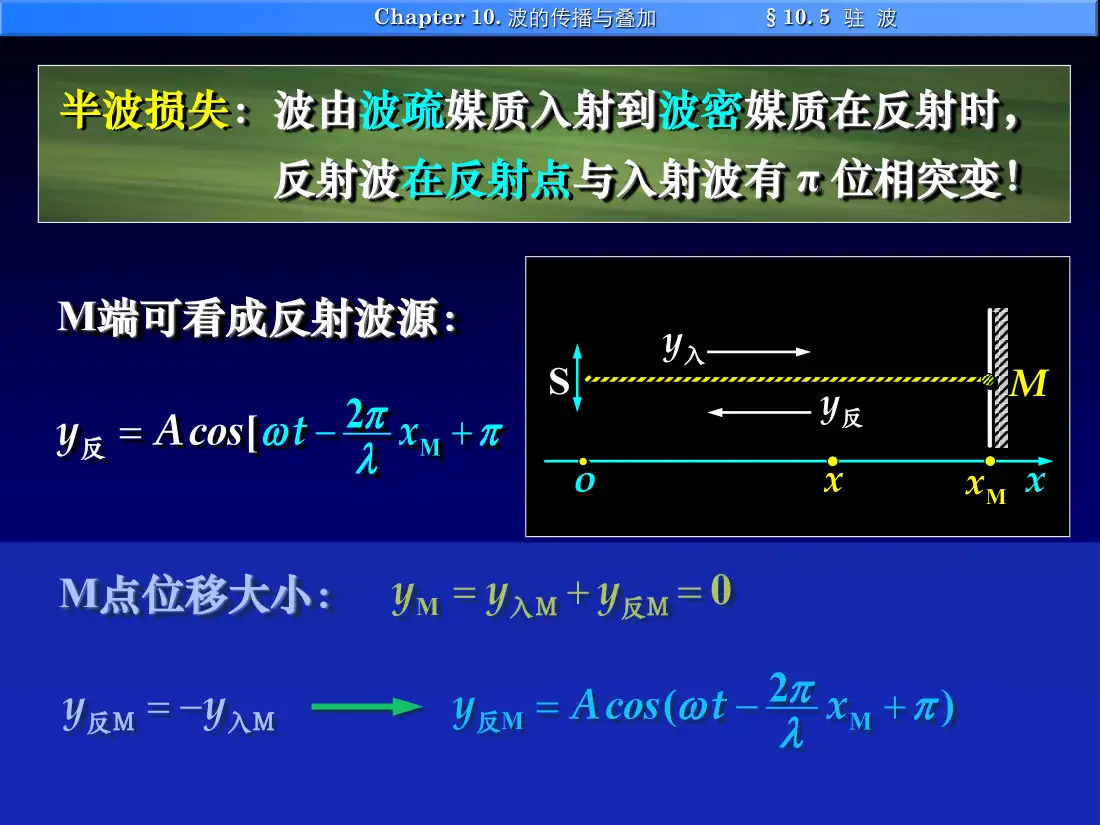 Chapter 10. 波的传播与叠加 § 10. 5 驻 波
半波损失：波由波疏媒质入射到波密媒质在反射时，
反射波在反射点与入射波有 π 位相突变！
M端可看成反射波源：
y反 = A cos[ωt − 2π/λ xM + π
y入
S
M
y反
o x xM x
M点位移大小： yM = y入M + y反M = 0
y反M = −y入M y反M = A cos(ωt − 2π/λ xM + π)